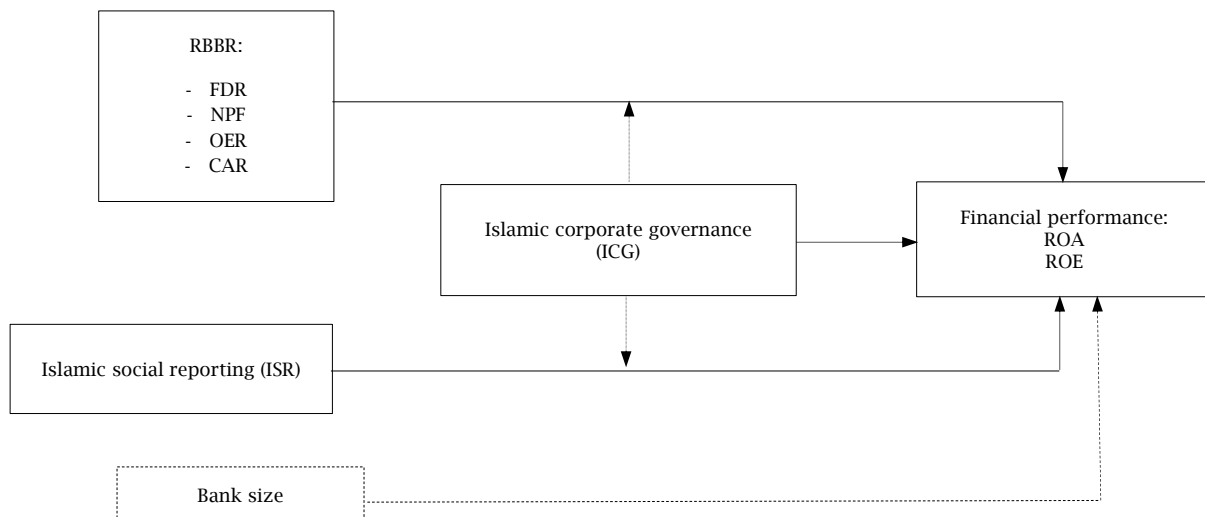 RBBR:
- FDR
- NPF
- OER
- CAR
Islamic corporate governance
(ICG)
Financial performance:
ROA
ROE
Islamic social reporting (ISR)
Bank size